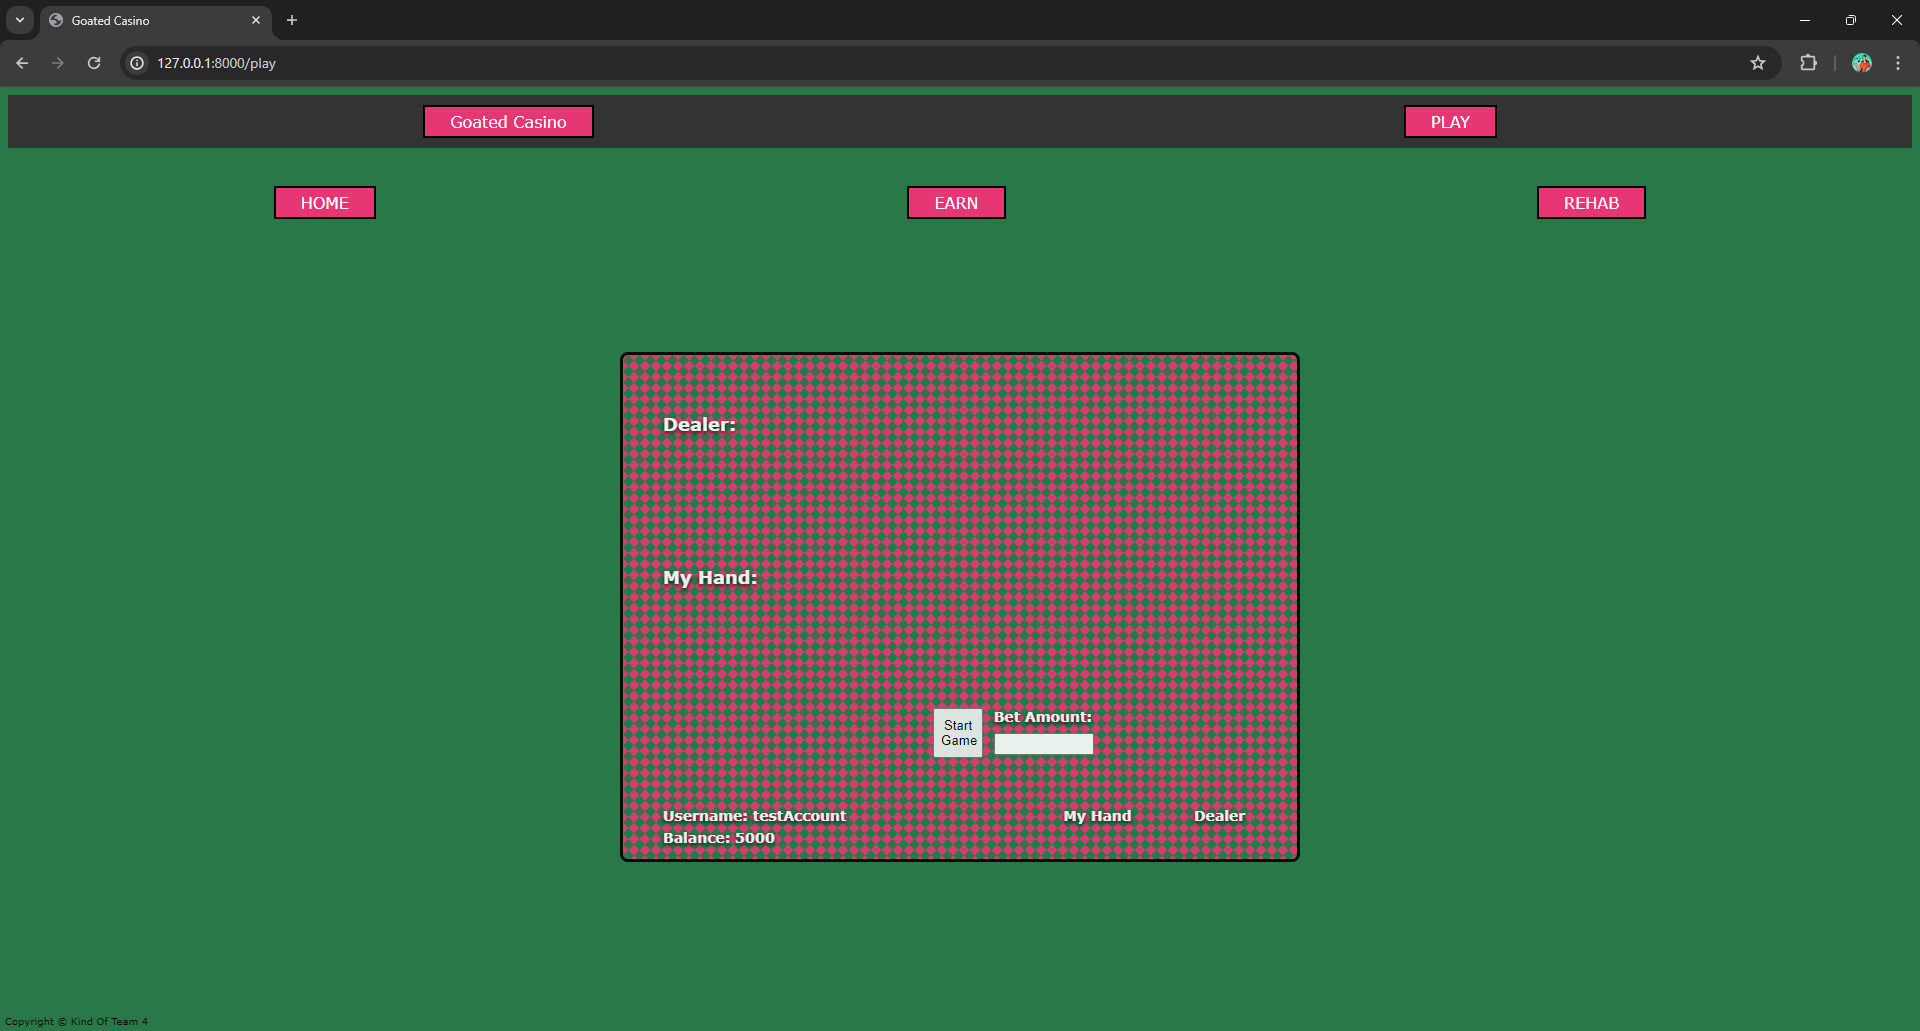 Goated Casino
127.0.0.1:8000/play
Goated Casino
PLAY
HOME
EARN
REHAB
Dealer:
My Hand:
Start
Game
Bet Amount:
Username: testAccount
Balance: 5000
My Hand
Dealer
Copyright © Kind Of Team 4